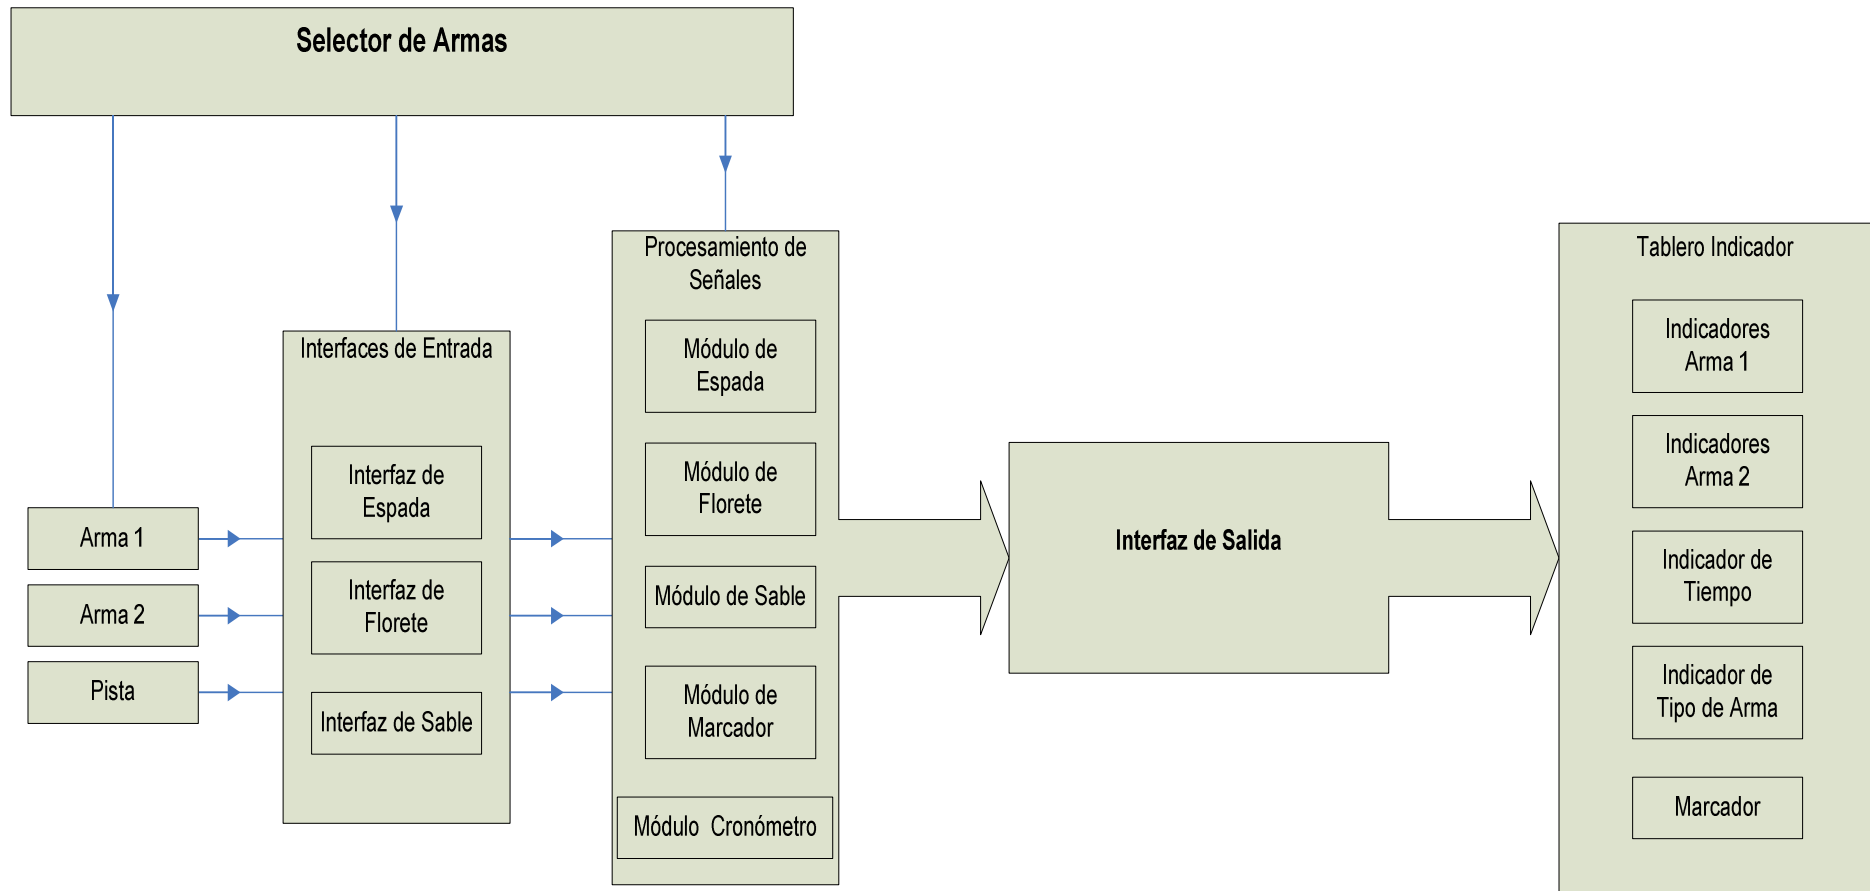 Selector de Armas
Procesamiento de
Señales
Tablero Indicador
Interfaces de Entrada
Módulo de
Espada
Indicadores
Arma 1
Interfaz de
Espada
Módulo de
Florete
Indicadores
Arma 2
Arma 1
Interfaz de Salida
Arma 2
Interfaz de
Florete
Módulo de Sable
Indicador de
Tiempo
Pista
Interfaz de Sable
Módulo de
Marcador
Indicador de
Tipo de Arma
Módulo Cronómetro
Marcador